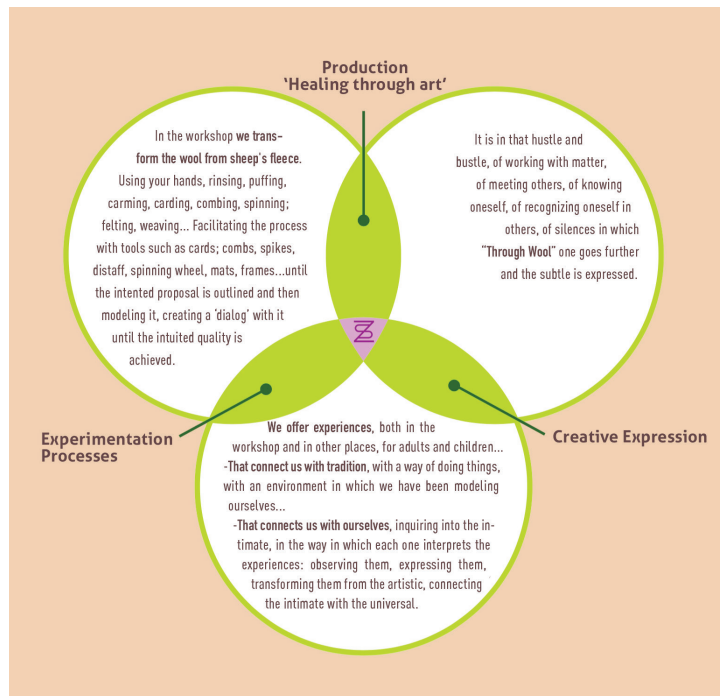 Production
'Healing through art'
In the workshop we trans-
form the wool from sheep's fleece.
Using your hands, rinsing, puffing,
carming, carding, combing, spinning;
felting, weaving... Facilitating the process
with tools such as cards; combs, spikes,
distaff, spinning wheel, mats, frames...until
the intented proposal is outlined and then
modeling it, creating a 'dialog' with it
until the intuited quality is
achieved.
It is in that hustle and
bustle, of working with matter,
of meeting others, of knowing
oneself, of recognizing oneself in
others, of silences in which
"Through Wool" one goes further
and the subtle is expressed.
Experimentation
Processes
Creative Expression
We offer experiences, both in the
workshop and in other places, for adults and children...
-That connect us with tradition, with a way of doing things,
with an environment in which we have been modeling
ourselves...
-That connects us with ourselves, inquiring into the in-
timate, in the way in which each one interprets the
experiences: observing them, expressing them,
transforming them from the artistic, connecting
the intimate with the universal.